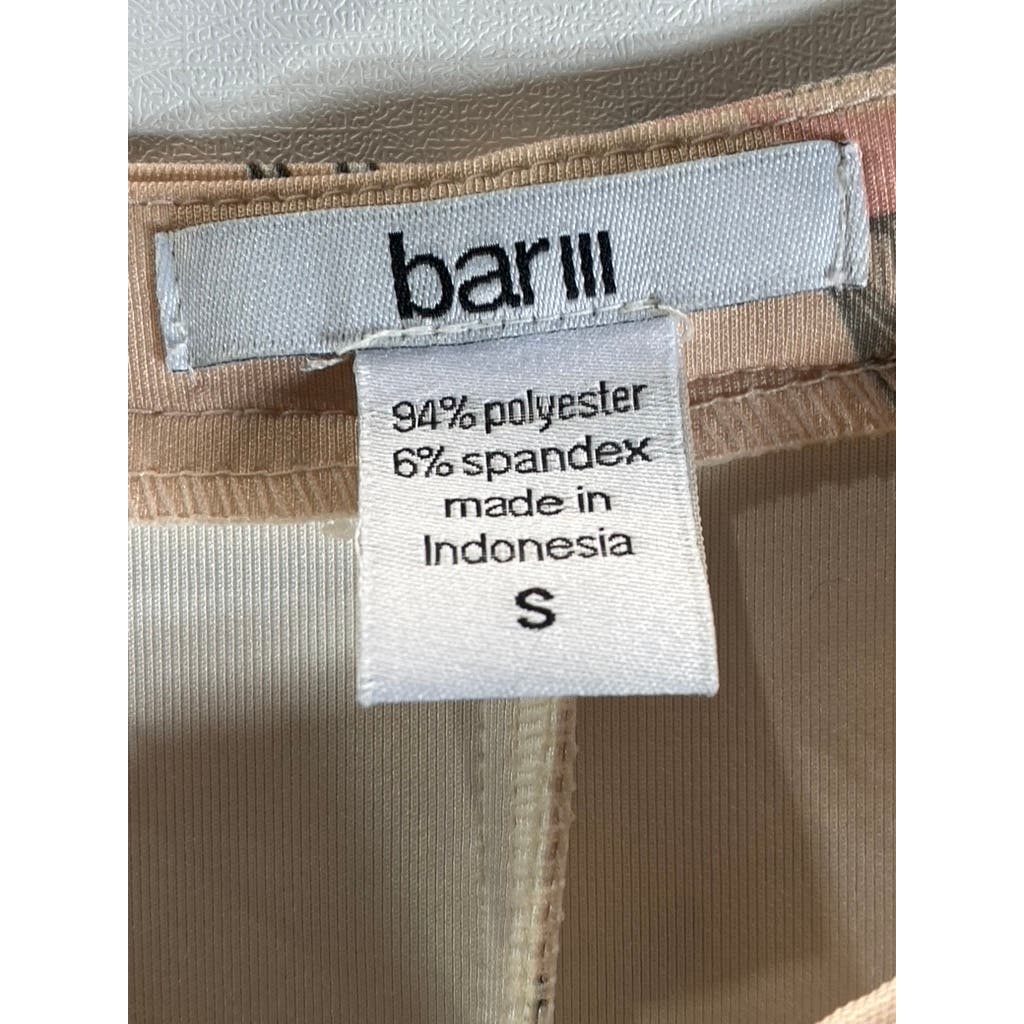 bar III
94% polyester
6% spandex
made in
Indonesia
S